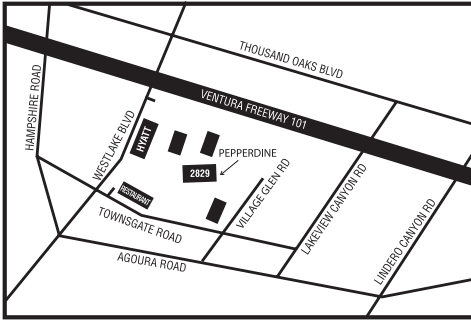 THOUSAND OAKS BLVD
VENTURA FREEWAY 101
HAMPSHIRE ROAD
WESTLAKE BLVD
HYATT
PEPPERDINE
2829
VILLAGE GLEN RD
LAKEVIEW CANYON RD
LINDERO CANYON RD
RESTAURANT
TOWNSGATE ROAD
AGOURA ROAD